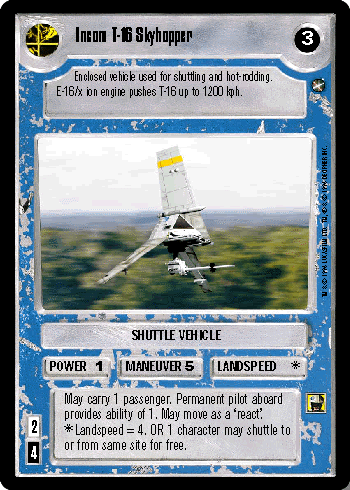 Incom T-16 Skyhopper
3
Enclosed vehicle used for shuttling and hot-rodding.
E-16/x ion engine pushes T-16 up to 1200 kph.
SHUTTLE VEHICLE
POWER 1 MANEUVER 5 LANDSPEED *
May carry 1 passenger. Permanent pilot aboard
provides ability of 1. May move as a 'react'.
*Landspeed = 4. OR 1 character may shuttle to
or from same site for free.
2
4